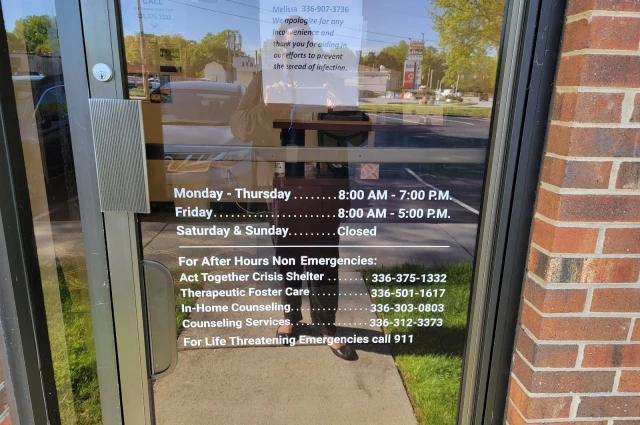 CALL
Melissa 336-907-3736
We apologize for any
inconvenience and
thank you for aiding in
our efforts to prevent
the spread of infection.
Monday - Thursday ........ 8:00 AM - 7:00 P.M.
Friday ..................... 8:00 AM - 5:00 P.M.
Saturday & Sunday ....... Closed
For After Hours Non Emergencies:
Act Together Crisis Shelter ........ 336-375-1332
Therapeutic Foster Care ........... 336-501-1617
In-Home Counseling ............... 336-303-0803
Counseling Services ............... 336-312-3373
For Life Threatening Emergencies call 911